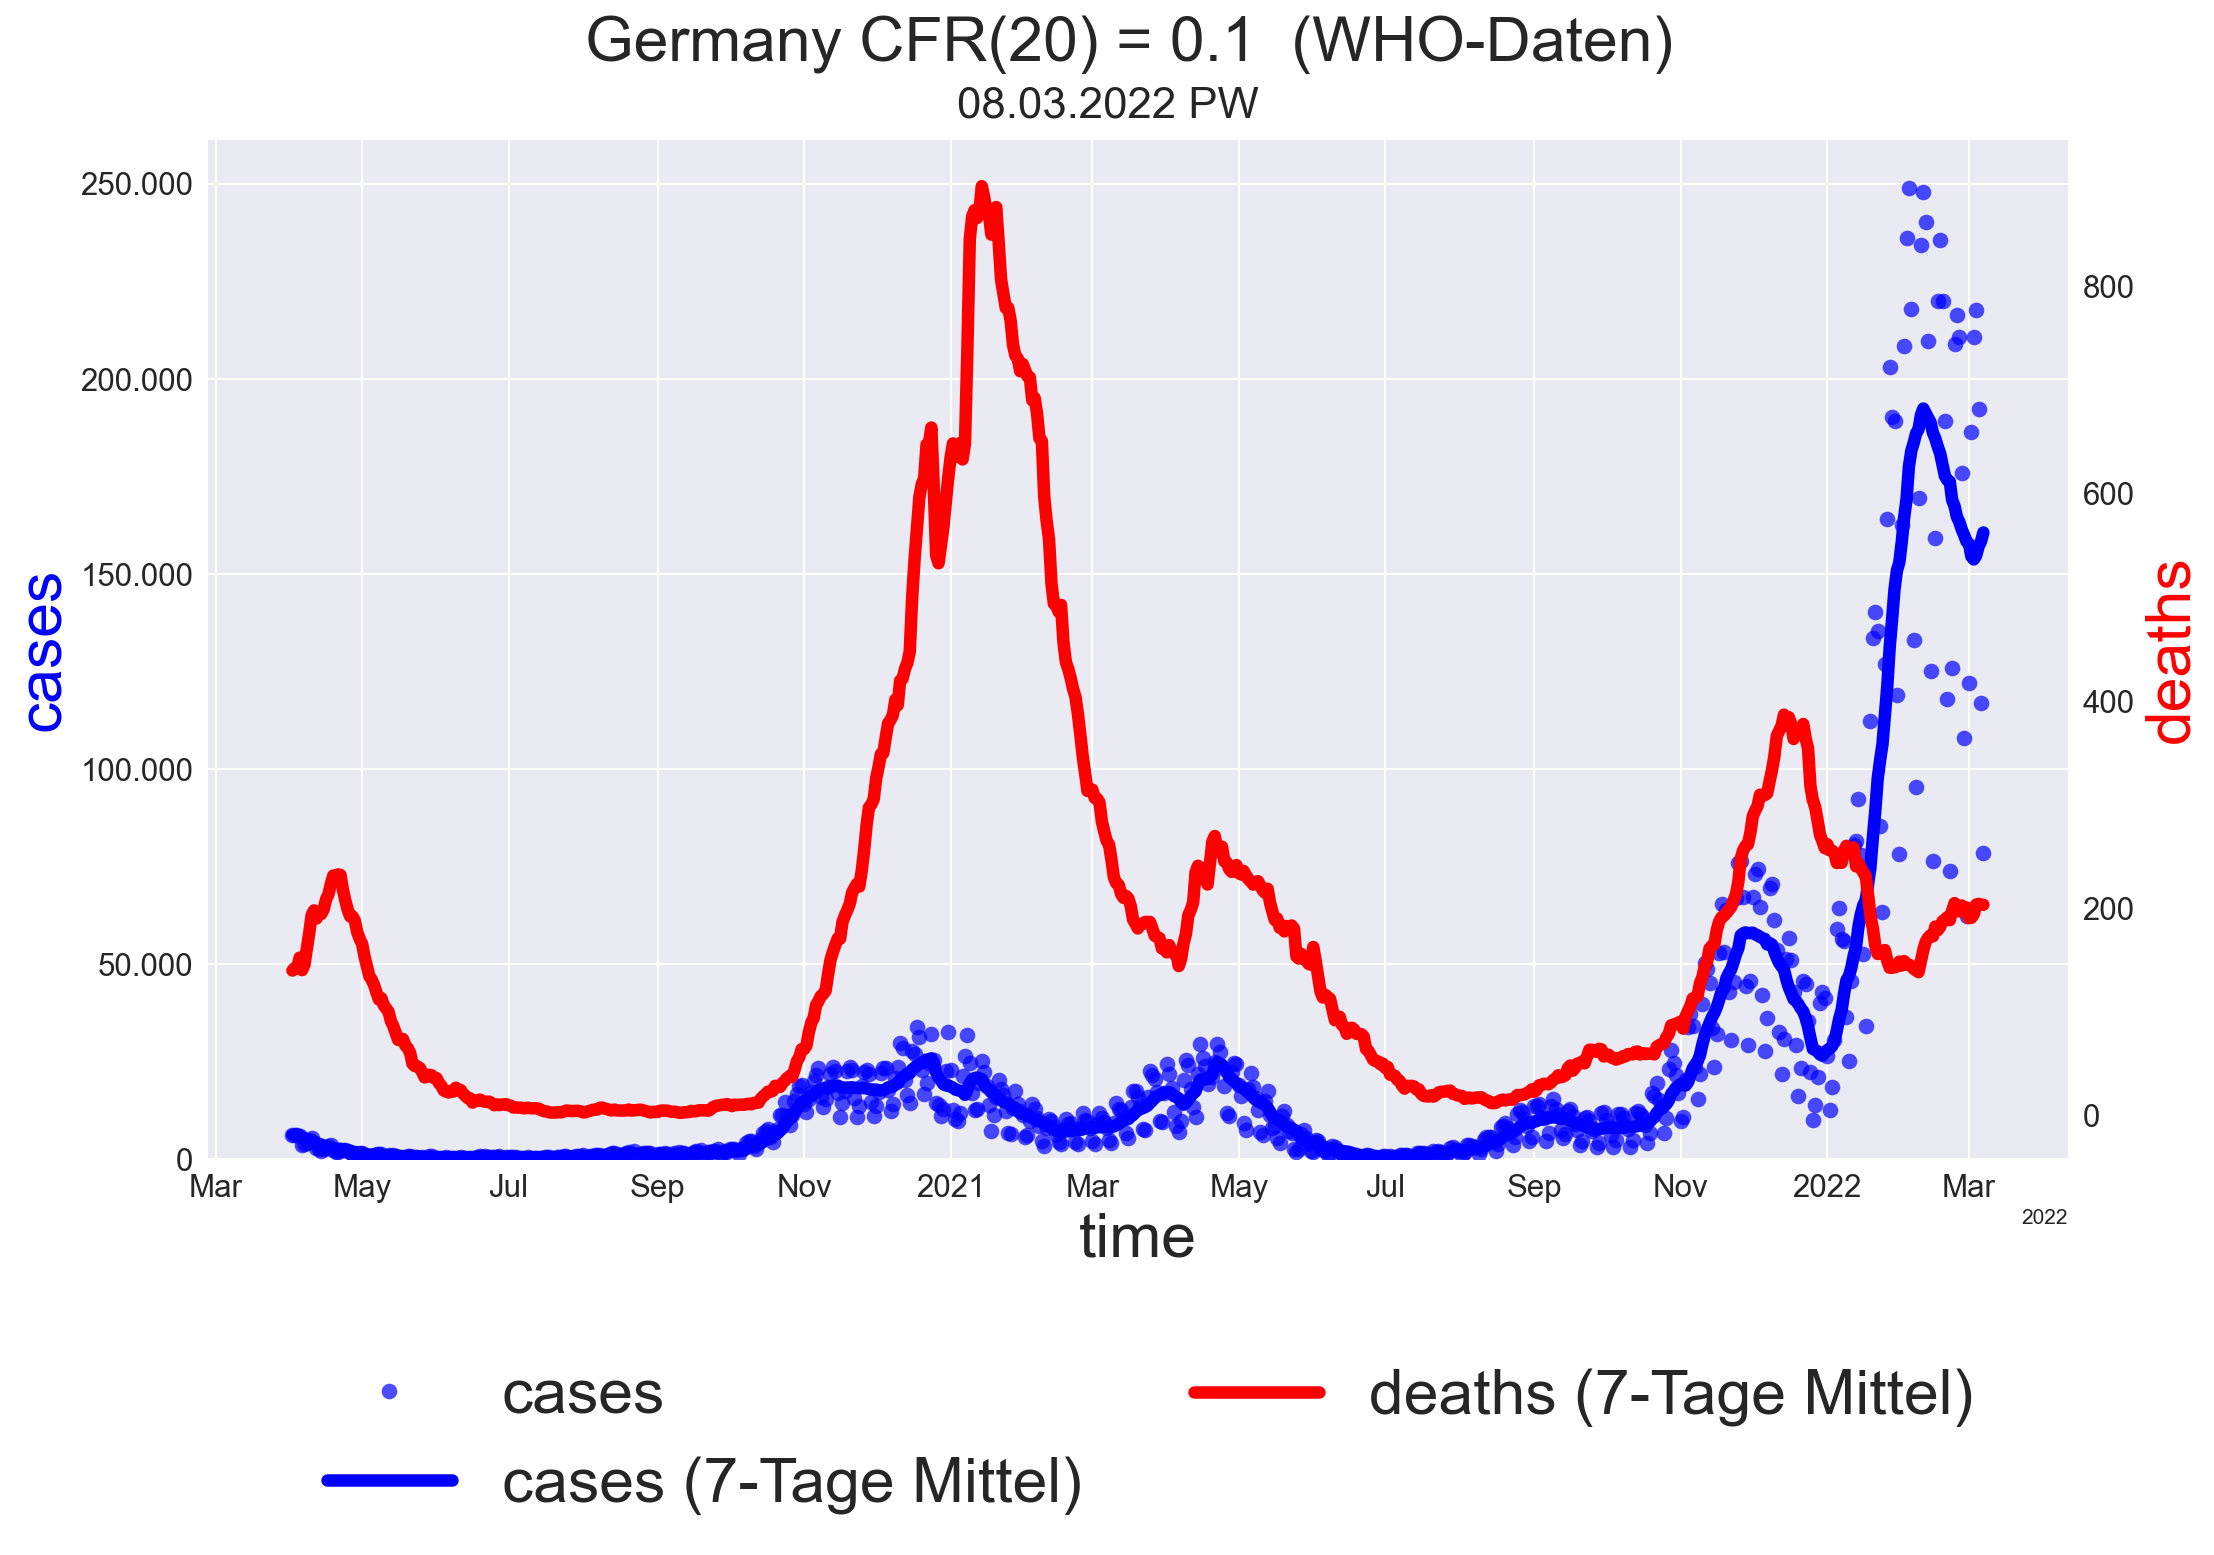 Germany CFR(20) = 0.1 (WHO-Daten)
08.03.2022 PW
250.000
200.000
150.000
100.000
50.000
0
cases
800
600
400
200
0
deaths
Mar May Jul Sep Nov 2021 Mar May Jul Sep Nov 2022 Mar
2022
time
cases
deaths (7-Tage Mittel)
cases (7-Tage Mittel)